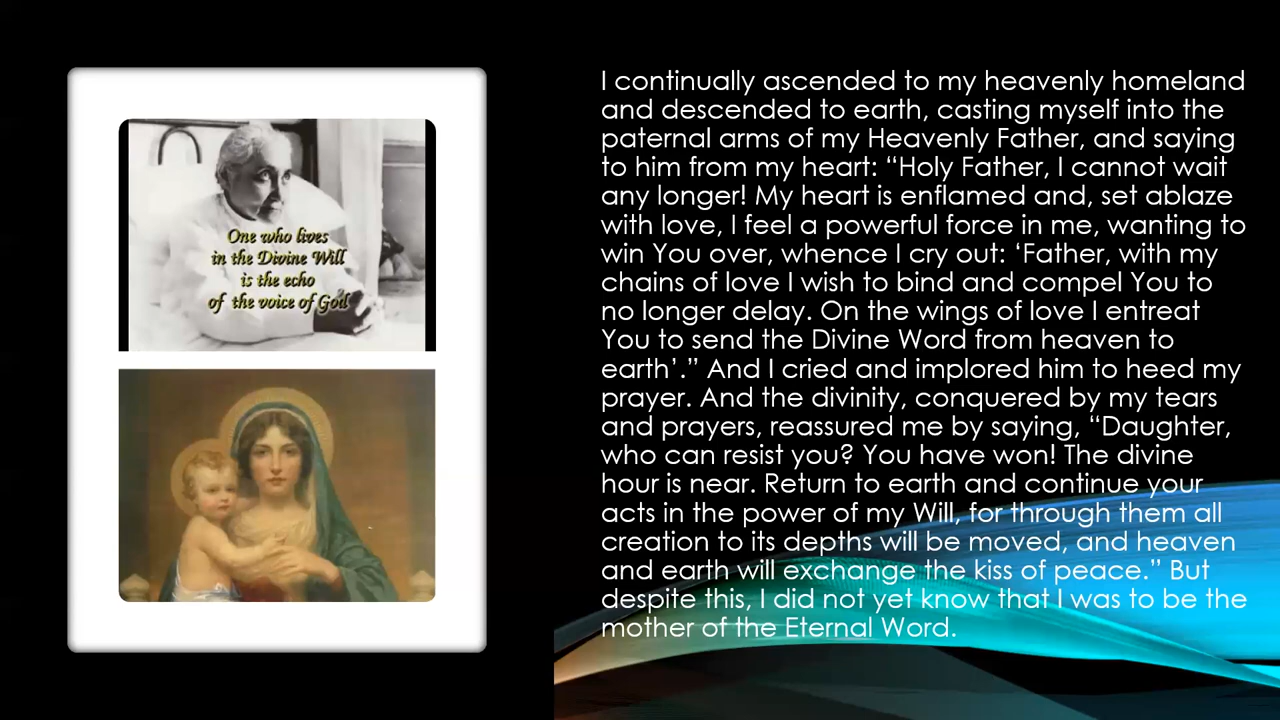 One who lives
in the Divine Will
is the echo
of the voice of God
I continually ascended to my heavenly homeland
and descended to earth, casting myself into the
paternal arms of my Heavenly Father, and saying
to him from my heart: “Holy Father, I cannot wait
any longer! My heart is enflamed and, set ablaze
with love, I feel a powerful force in me, wanting to
win You over, whence I cry out: ‘Father, with my
chains of love I wish to bind and compel You to
no longer delay. On the wings of love I entreat
You to send the Divine Word from heaven to
earth’.” And I cried and implored him to heed my
prayer. And the divinity, conquered by my tears
and prayers, reassured me by saying, “Daughter,
who can resist you? You have won! The divine
hour is near. Return to earth and continue your
acts in the power of my Will, for through them all
creation to its depths will be moved, and heaven
and earth will exchange the kiss of peace.” But
despite this, I did not yet know that I was to be the
mother of the Eternal Word.